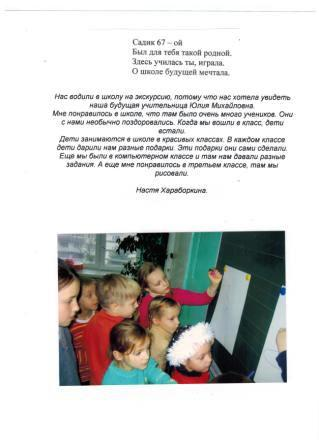 Садик 67 – ой
Был для тебя такой родной.
Здесь училась ты, играла.
О школе будущей мечтала.
Нас водили в школу на экскурсию, потому что нас хотела увидеть
наша будущая учительница Юлия Михайловна.
Мне понравилось в школе, что там было очень много учеников. Они
с нами необычно поздоровались. Когда мы вошли в класс, дети
встали.
Дети занимаются в школе в красивых классах. В каждом классе
дети дарили нам разные подарки. Эти подарки они сами сделали.
Еще мы были в компьютерном классе и там нам давали разные
задания. А еще мне понравилось в третьем классе, там мы
рисовали.
Настя Хараборкина.